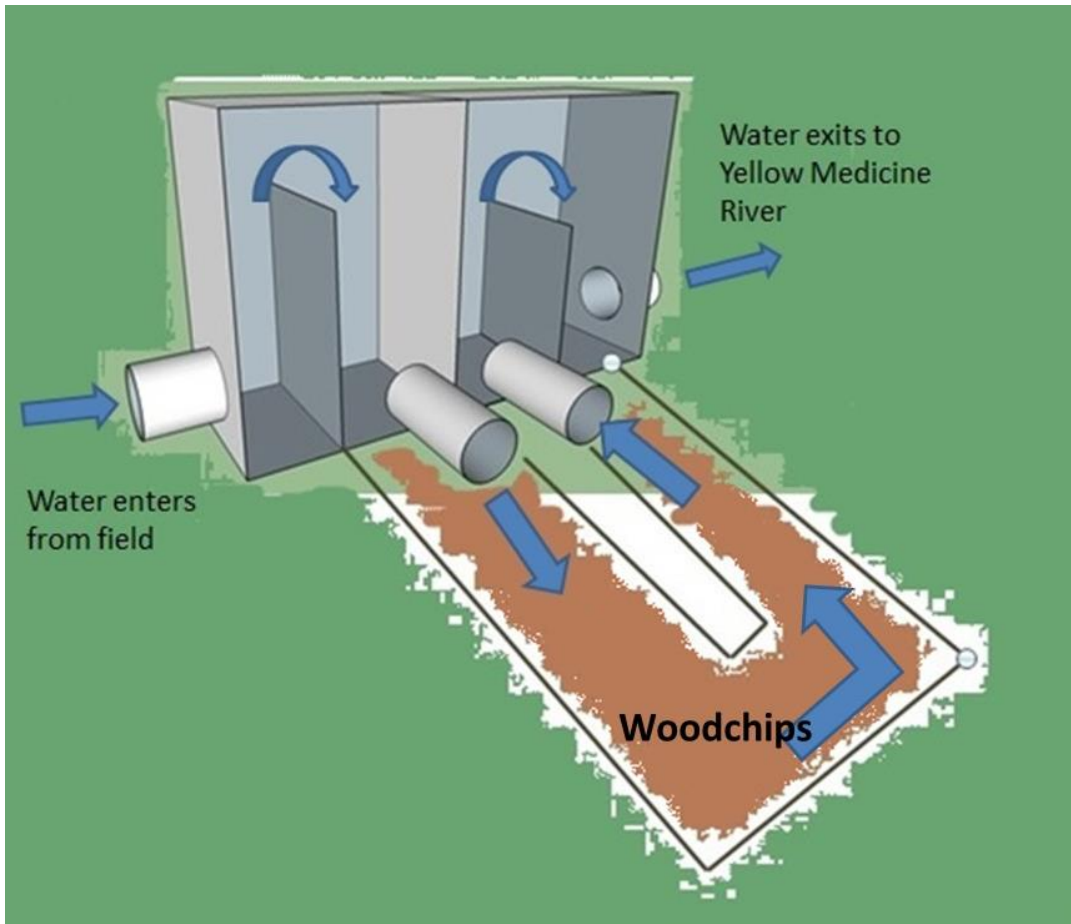 Water exits to
Yellow Medicine
River
Water enters
from field
Woodchips